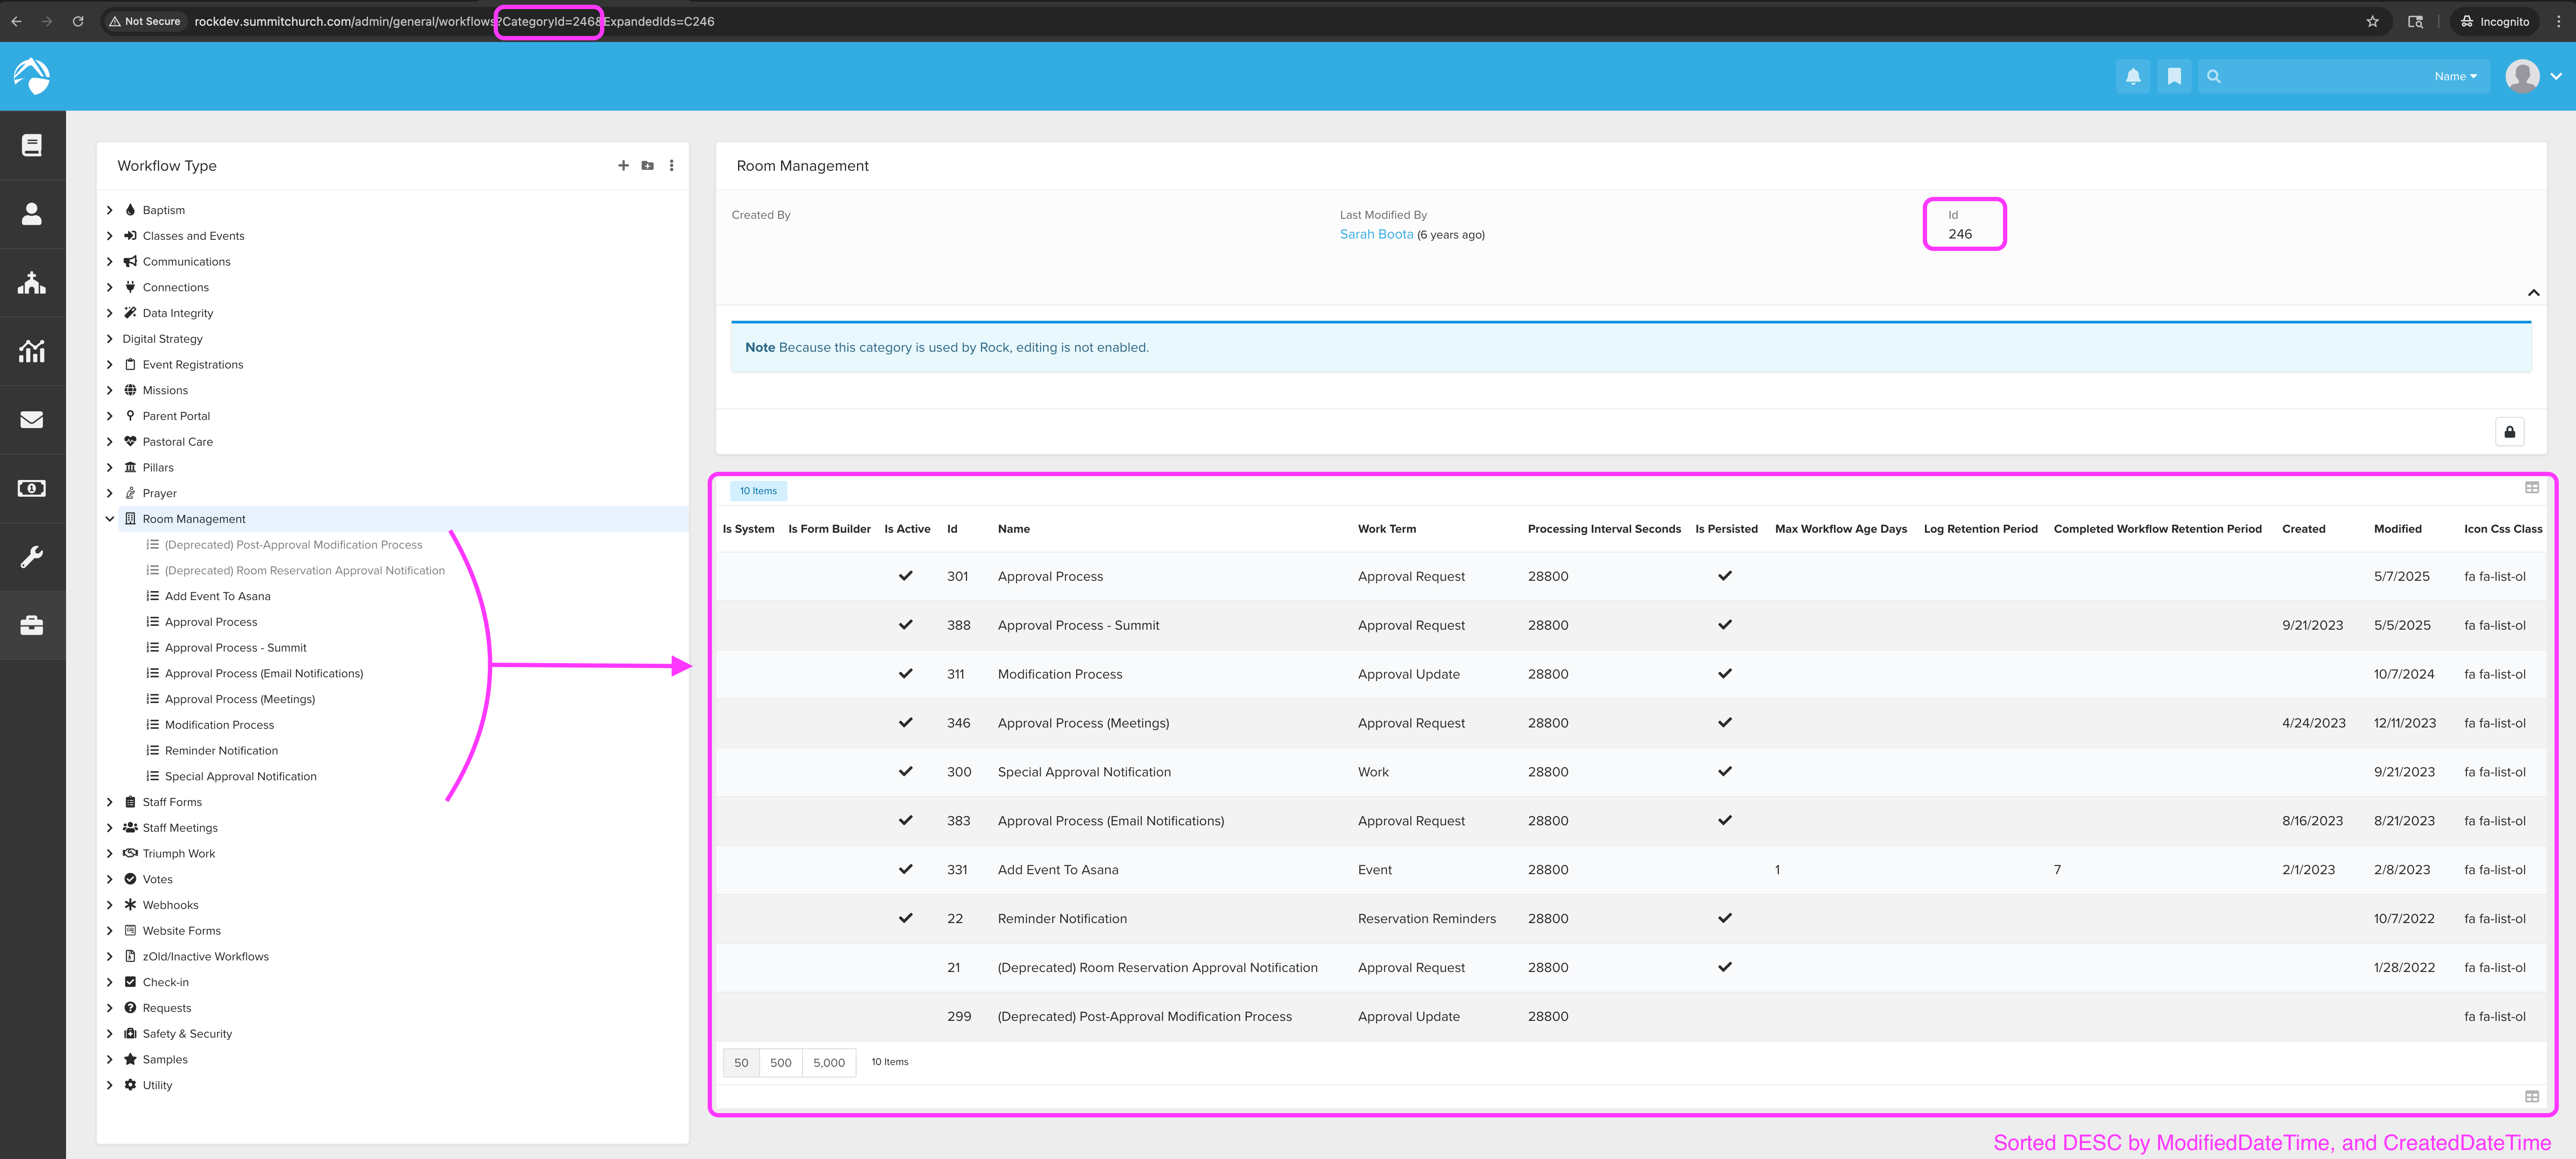 Not Secure rockdev.summitchurch.com/admin/general/workflows?CategoryId=246&ExpandedIds=C246 Incognito
Name
Workflow Type
Baptism
Classes and Events
Communications
Connections
Data Integrity
Digital Strategy
Event Registrations
Missions
Parent Portal
Pastoral Care
Pillars
Prayer
Room Management
(Deprecated) Post-Approval Modification Process
(Deprecated) Room Reservation Approval Notification
Add Event To Asana
Approval Process
Approval Process - Summit
Approval Process (Email Notifications)
Approval Process (Meetings)
Modification Process
Reminder Notification
Special Approval Notification
Staff Forms
Staff Meetings
Triumph Work
Votes
Webhooks
Website Forms
zOld/Inactive Workflows
Check-in
Requests
Safety & Security
Samples
Utility
Room Management
Created By Last Modified By Id
Sarah Boota (6 years ago) 246
Note Because this category is used by Rock, editing is not enabled.
10 Items
Is System Is Form Builder Is Active Id Name Work Term Processing Interval Seconds Is Persisted Max Workflow Age Days Log Retention Period Completed Workflow Retention Period Created Modified Icon Css Class
301 Approval Process Approval Request 28800 5/7/2025 fa fa-list-ol
388 Approval Process - Summit Approval Request 28800 9/21/2023 5/5/2025 fa fa-list-ol
311 Modification Process Approval Update 28800 10/7/2024 fa fa-list-ol
346 Approval Process (Meetings) Approval Request 28800 4/24/2023 12/11/2023 fa fa-list-ol
300 Special Approval Notification Work 28800 9/21/2023 fa fa-list-ol
383 Approval Process (Email Notifications) Approval Request 28800 8/16/2023 8/21/2023 fa fa-list-ol
331 Add Event To Asana Event 28800 1 7 2/1/2023 2/8/2023 fa fa-list-ol
22 Reminder Notification Reservation Reminders 28800 10/7/2022 fa fa-list-ol
21 (Deprecated) Room Reservation Approval Notification Approval Request 28800 1/28/2022 fa fa-list-ol
299 (Deprecated) Post-Approval Modification Process Approval Update 28800 fa fa-list-ol
50 500 5,000 10 Items
Sorted DESC by ModifiedDateTime, and CreatedDateTime